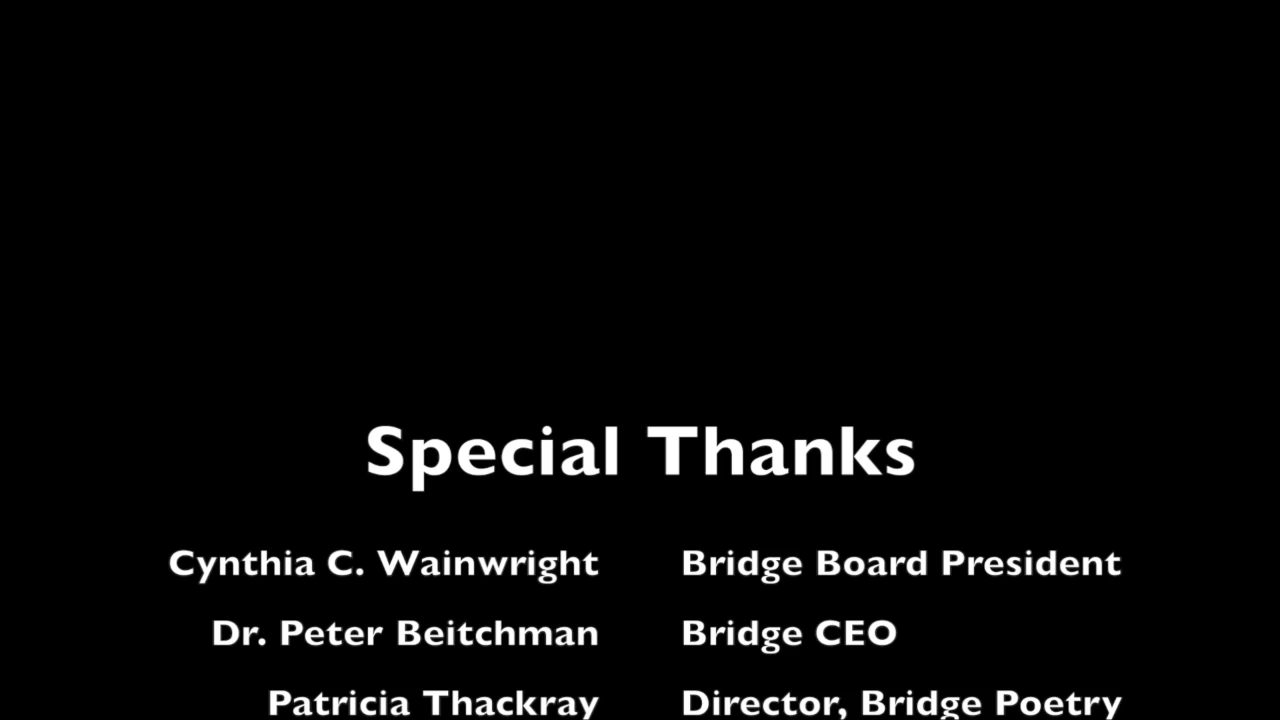 Special Thanks
Cynthia C. Wainwright Bridge Board President
Dr. Peter Beitchman Bridge CEO
Patricia Thackray Director, Bridge Poetry